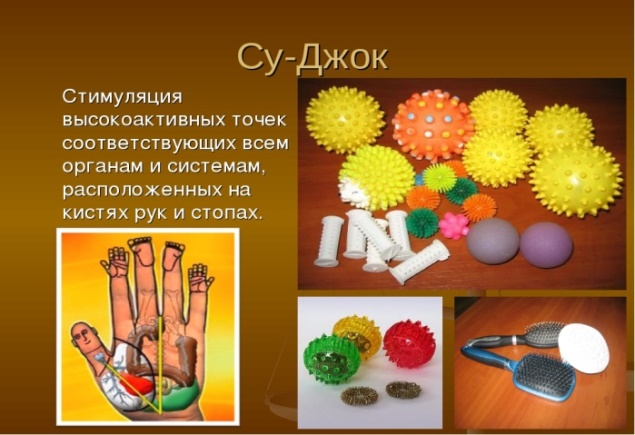 Су-Джок
Стимуляция
высокоактивных точек
соответствующих всем
органам и системам,
расположенных на
кистях рук и стопах.